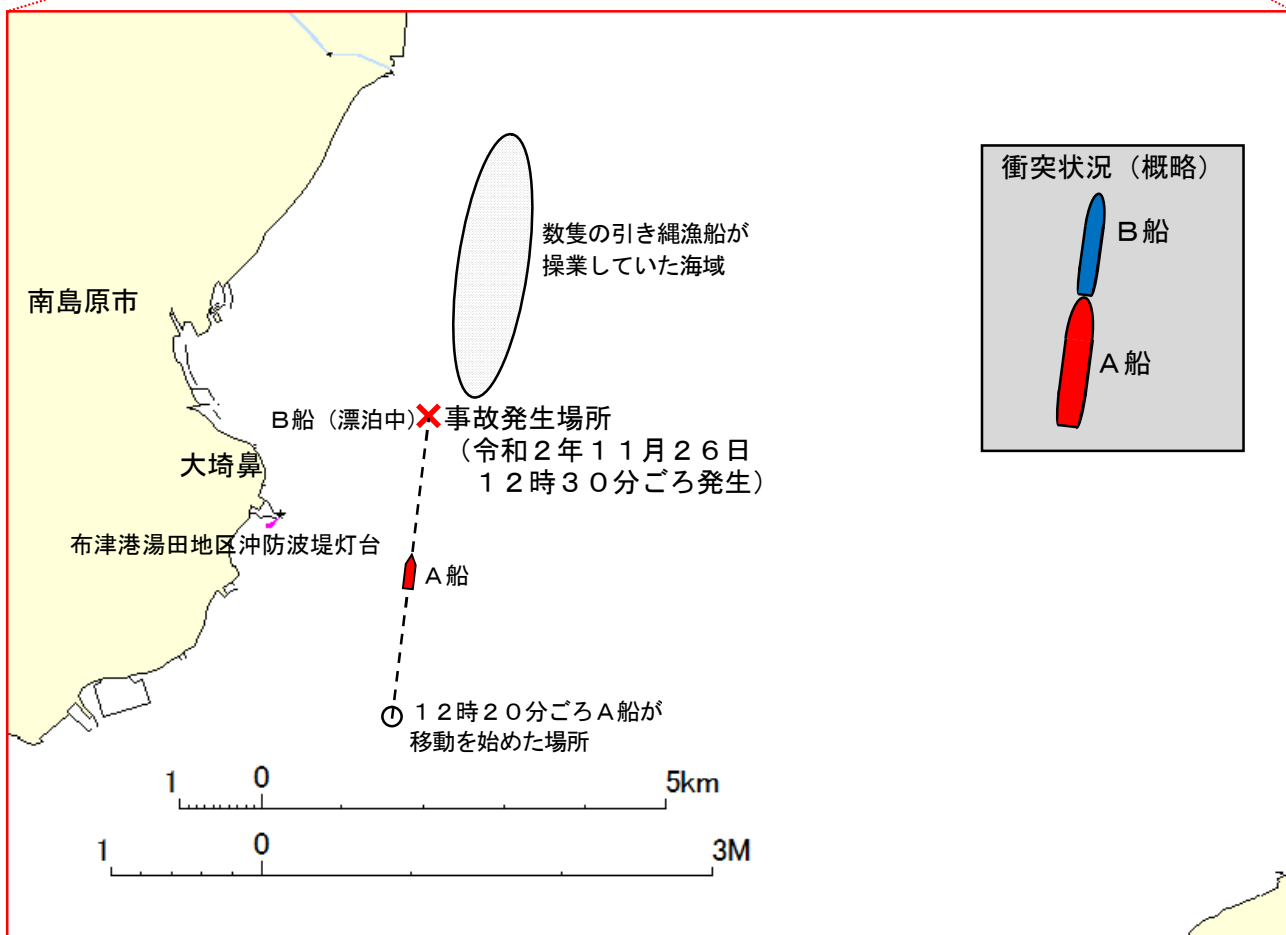 衝突状況（概略）
Ｂ船
Ａ船
数隻の引き縄漁船が
操業していた海域
南島原市
Ｂ船（漂泊中）
事故発生場所
（令和２年１１月２６日
１２時３０分ごろ発生）
大埼鼻
布津港湯田地区沖防波堤灯台
Ａ船
１２時２０分ごろＡ船が
移動を始めた場所
1 0 5km
1 0 3M